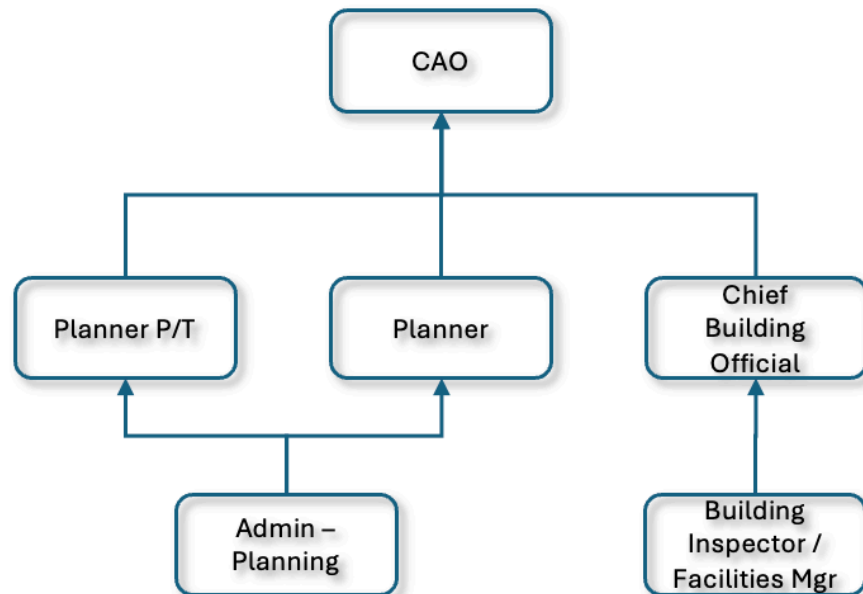 CAO
Planner P/T
Planner
Chief
Building
Official
Admin –
Planning
Building
Inspector /
Facilities Mgr